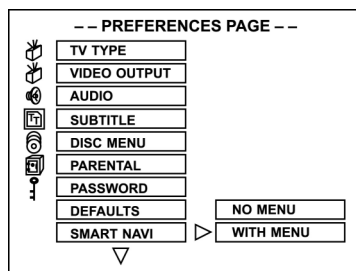 -- PREFERENCES PAGE --
TV TYPE
VIDEO OUTPUT
AUDIO
SUBTITLE
DISC MENU
PARENTAL
PASSWORD
DEFAULTS
NO MENU
SMART NAVI
WITH MENU